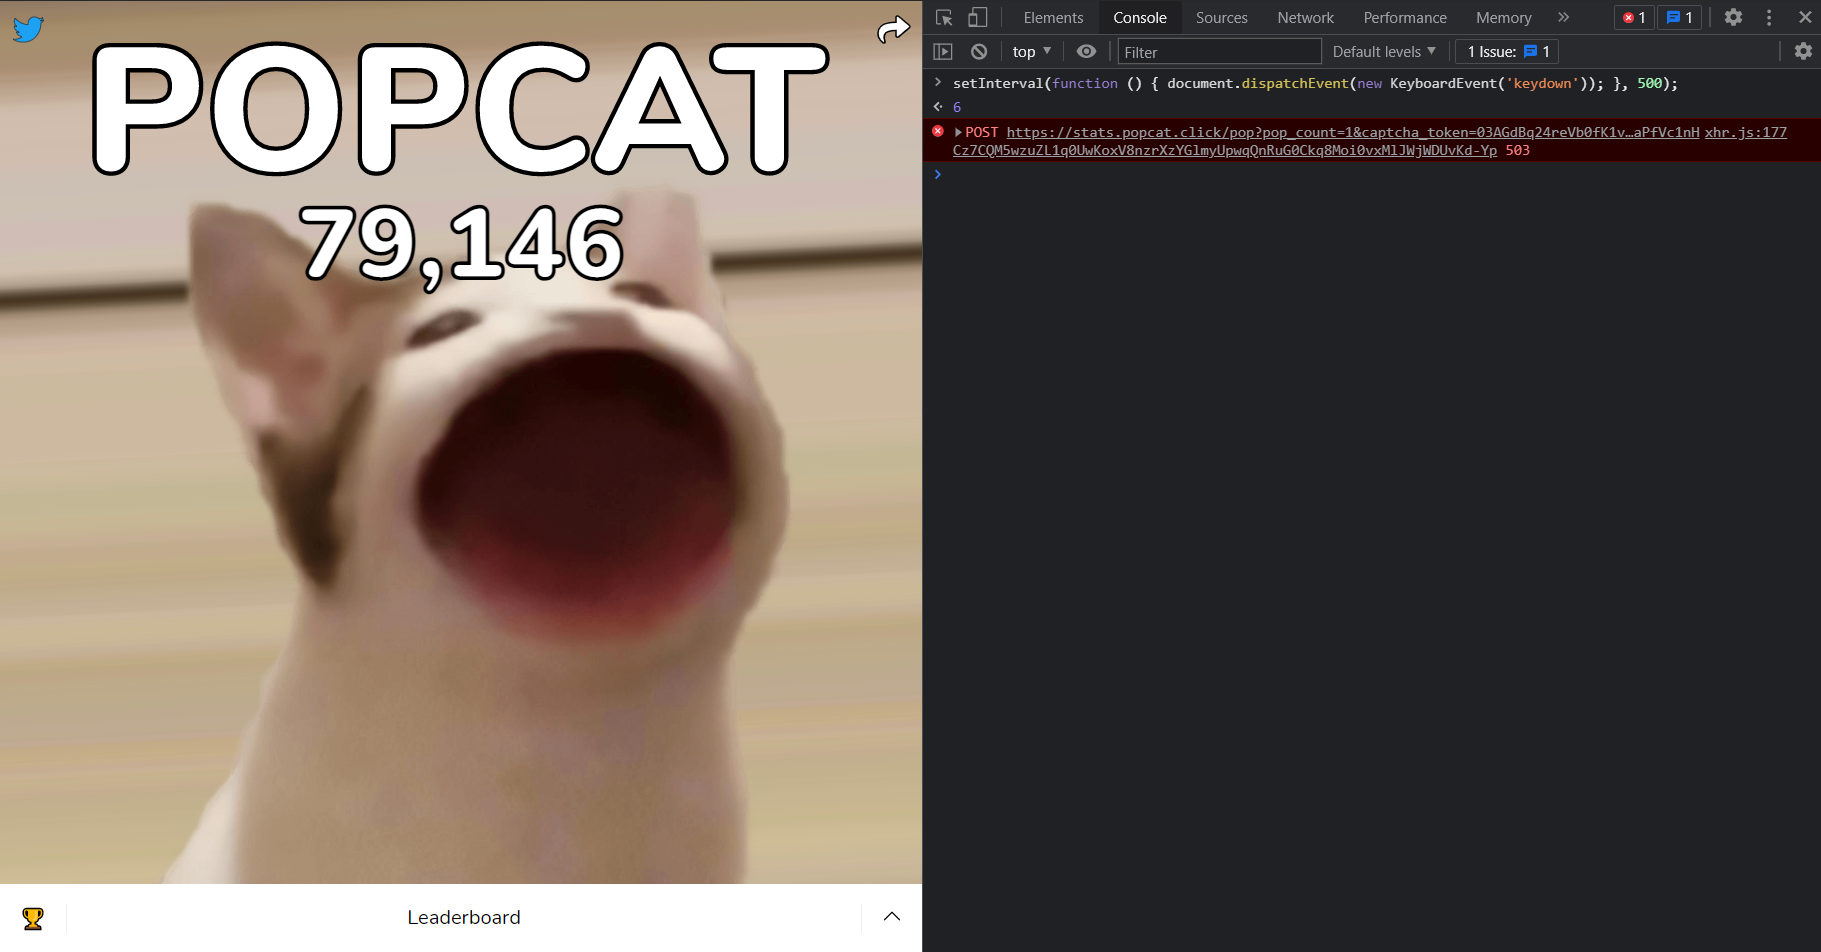 POPCAT
79,146
Leaderboard
Elements Console Sources Network Performance Memory » 1 1
top Filter Default levels 1 Issue: 1
setInterval(function () { document.dispatchEvent(new KeyboardEvent('keydown')); }, 500);
6
POST https://stats.popcat.click/pop?pop_count=1&captcha_token=03AGdBq24reVb0fK1v…aPfVc1nH xhr.js:177
Cz7CQM5wzuZL1q0UwKoxV8nzrXzYGlmyUpwqQnRuG0Ckq8Moi0vxMlJWjWDUvKd-Yp 503